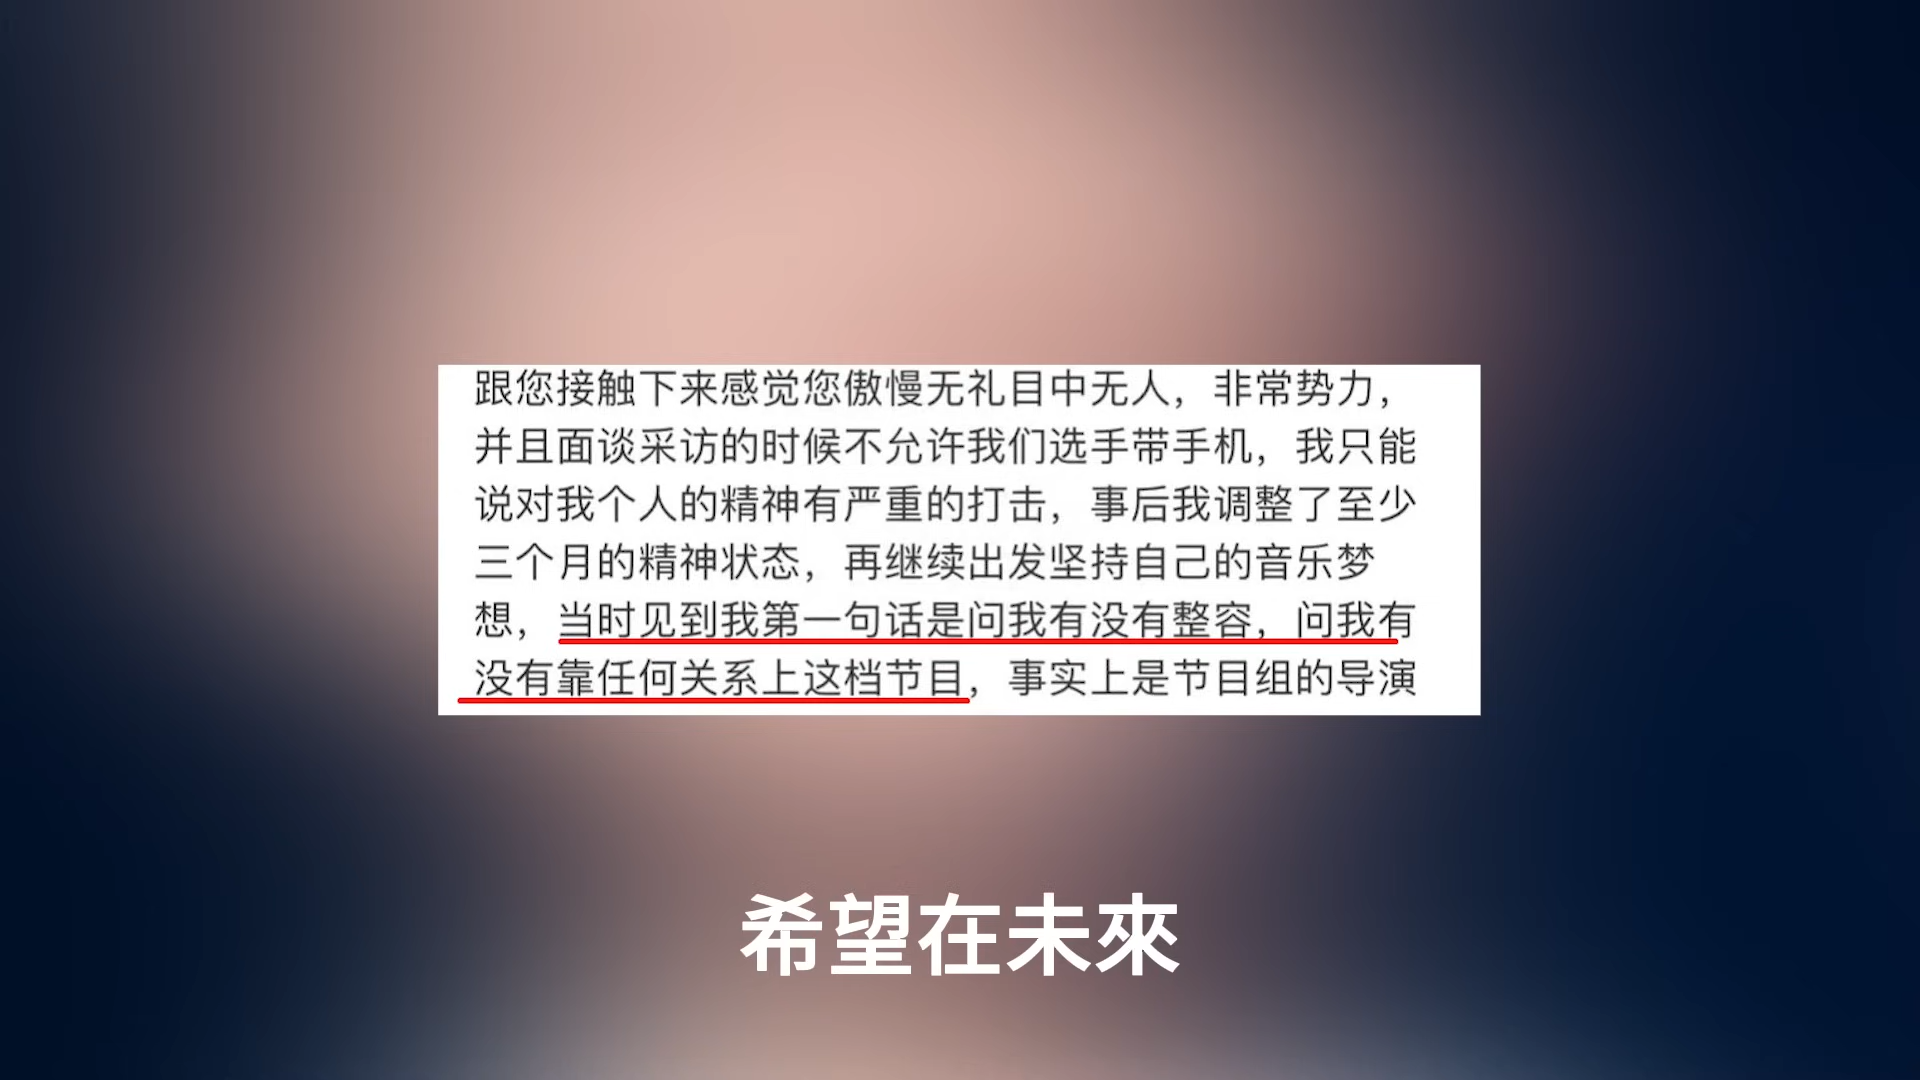 跟您接触下来感觉您傲慢无礼目中无人，非常势力，
并且面谈采访的时候不允许我们选手带手机，我只能
说对我个人的精神有严重的打击，事后我调整了至少
三个月的精神状态，再继续出发坚持自己的音乐梦
想，当时见到我第一句话是问我有没有整容，问我有
没有靠任何关系上这档节目，事实上是节目组的导演
希望在未來